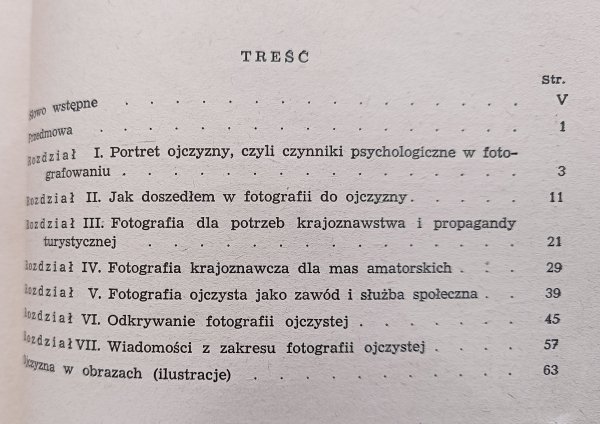 TREŚĆ
Str.
Słowo wstępne . . . . . . . . . . . . . . . V
Przedmowa . . . . . . . . . . . . . . . . 1
Rozdział I. Portret ojczyzny, czyli czynniki psychologiczne w foto-
grafowaniu . . . . . . . . . . . . . . . 3
Rozdział II. Jak doszedłem w fotografii do ojczyzny . . . . . 11
Rozdział III. Fotografia dla potrzeb krajoznawstwa i propagandy
turystycznej . . . . . . . . . . . . . . 21
Rozdział IV. Fotografia krajoznawcza dla mas amatorskich . . . 29
Rozdział V. Fotografia ojczysta jako zawód i służba społeczna . . 39
Rozdział VI. Odkrywanie fotografii ojczystej . . . . . . . 45
Rozdział VII. Wiadomości z zakresu fotografii ojczystej . . . . 57
Ojczyzna w obrazach (ilustracje) . . . . . . . . . . . 63